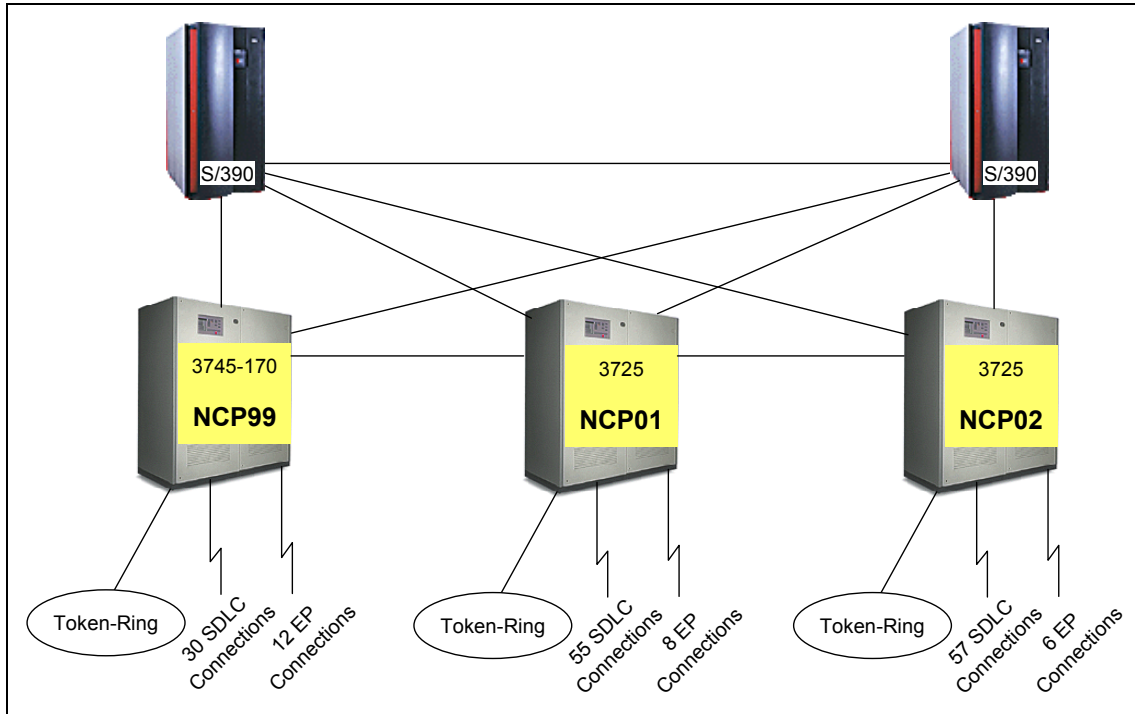 S/390
S/390
3745-170
NCP99
3725
NCP01
3725
NCP02
Token-Ring
30 SDLC
Connections
12 EP
Connections
Token-Ring
55 SDLC
Connections
8 EP
Connections
Token-Ring
57 SDLC
Connections
6 EP
Connections